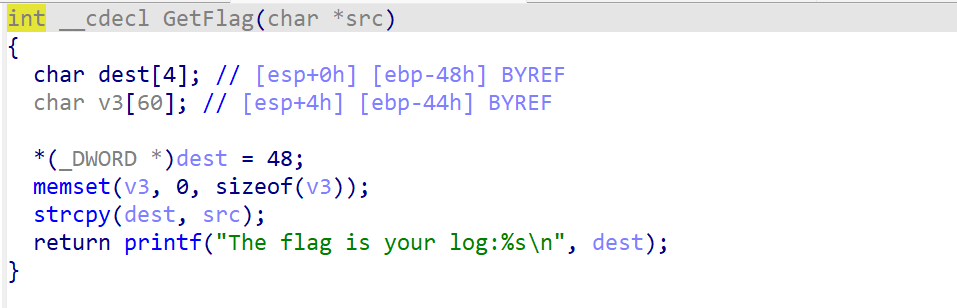 int __cdecl GetFlag(char *src)
{
  char dest[4]; // [esp+0h] [ebp-48h] BYREF
  char v3[60]; // [esp+4h] [ebp-44h] BYREF

  *(_DWORD *)dest = 48;
  memset(v3, 0, sizeof(v3));
  strcpy(dest, src);
  return printf("The flag is your log:%s\n", dest);
}